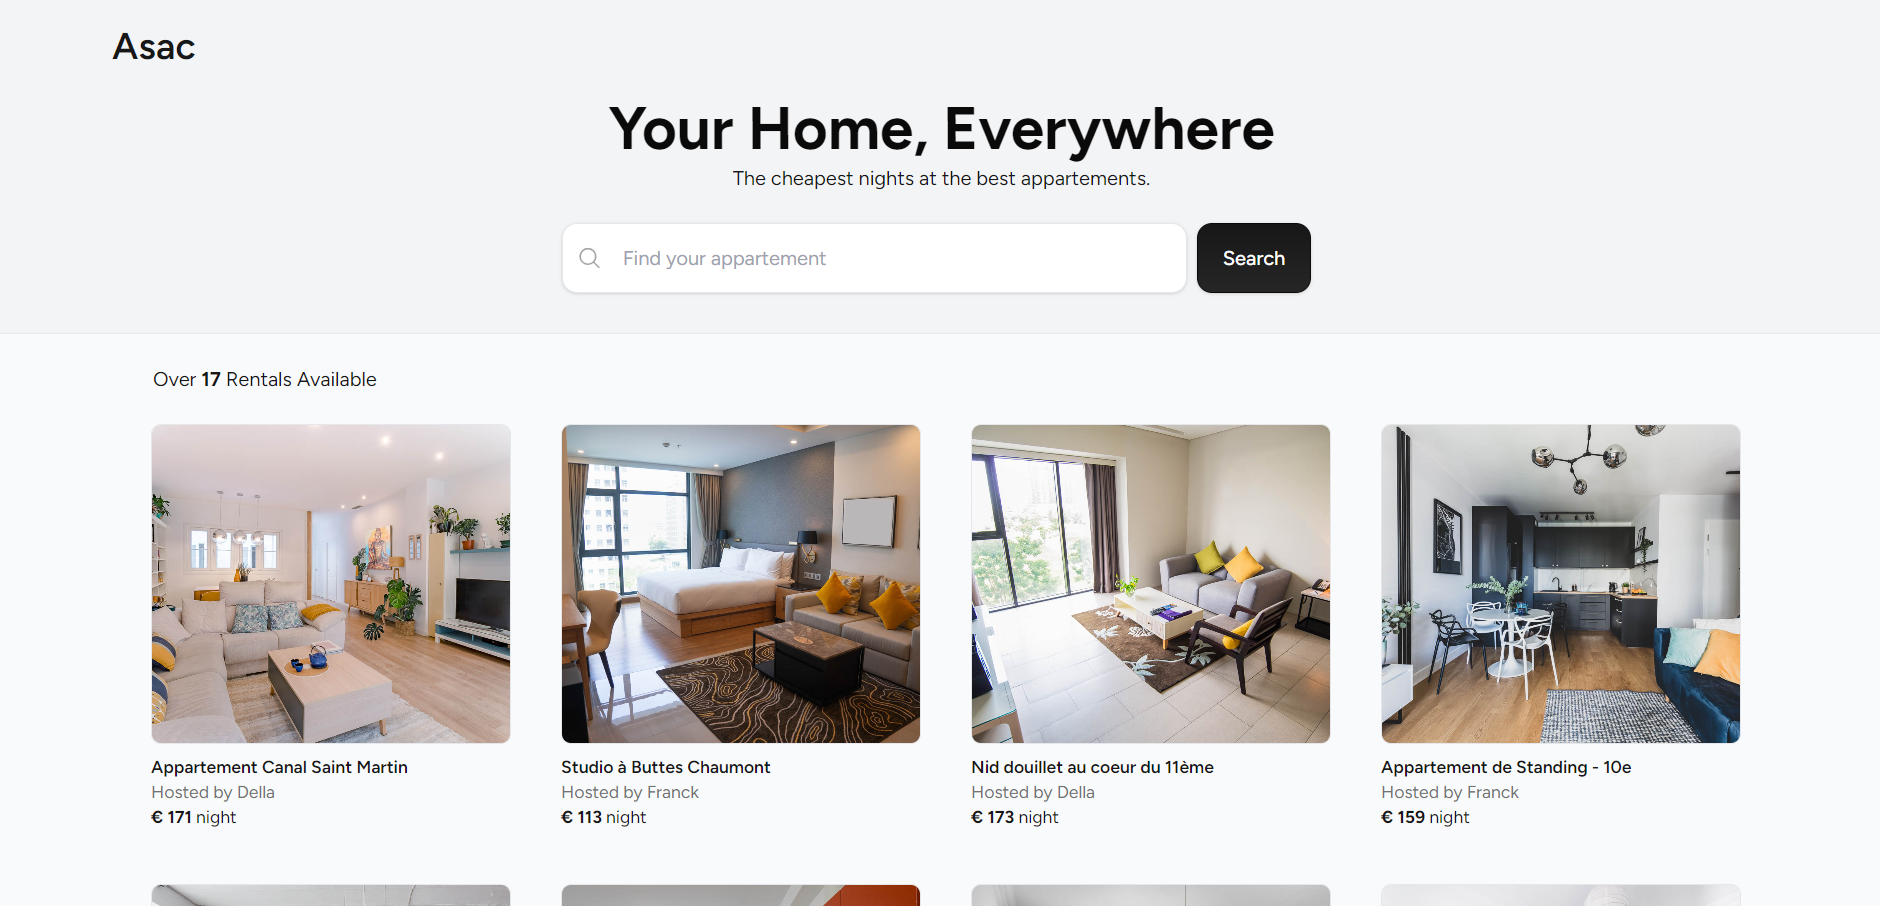 Asac
Your Home, Everywhere
The cheapest nights at the best appartements.
Find your appartement
Search
Over 17 Rentals Available
Appartement Canal Saint Martin
Hosted by Della
€ 171 night
Studio à Buttes Chaumont
Hosted by Franck
€ 113 night
Nid douillet au coeur du 11ème
Hosted by Della
€ 173 night
Appartement de Standing - 10e
Hosted by Franck
€ 159 night